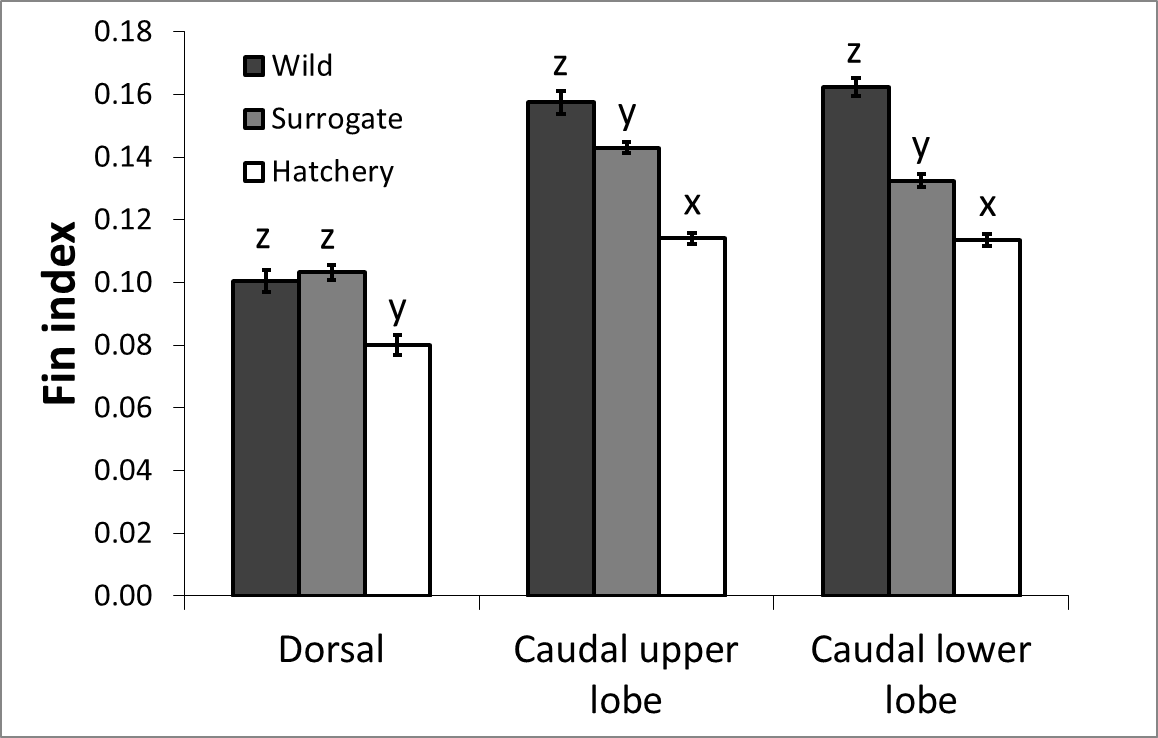 0.18
0.16
0.14
0.12
0.10
0.08
0.06
0.04
0.02
0.00
Fin index
Wild
Surrogate
Hatchery
z
z
y
z
y
x
z
y
x
Dorsal
Caudal upper
lobe
Caudal lower
lobe